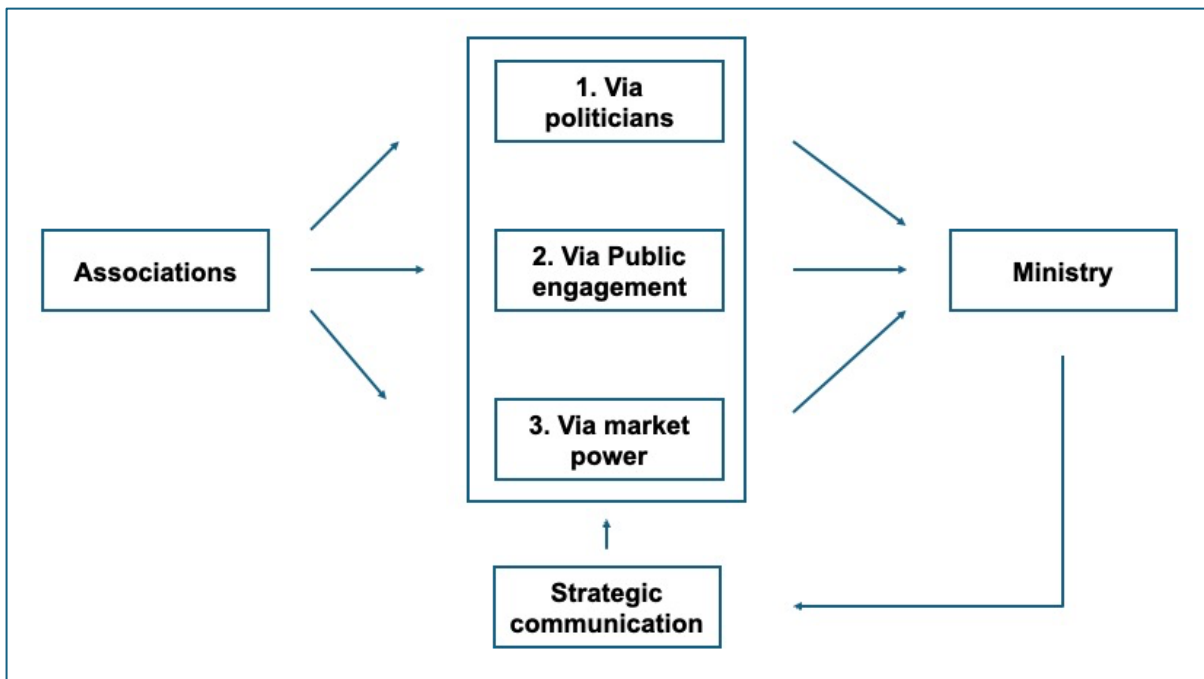 1. Via
politicians
Associations
2. Via Public
engagement
Ministry
3. Via market
power
Strategic
communication